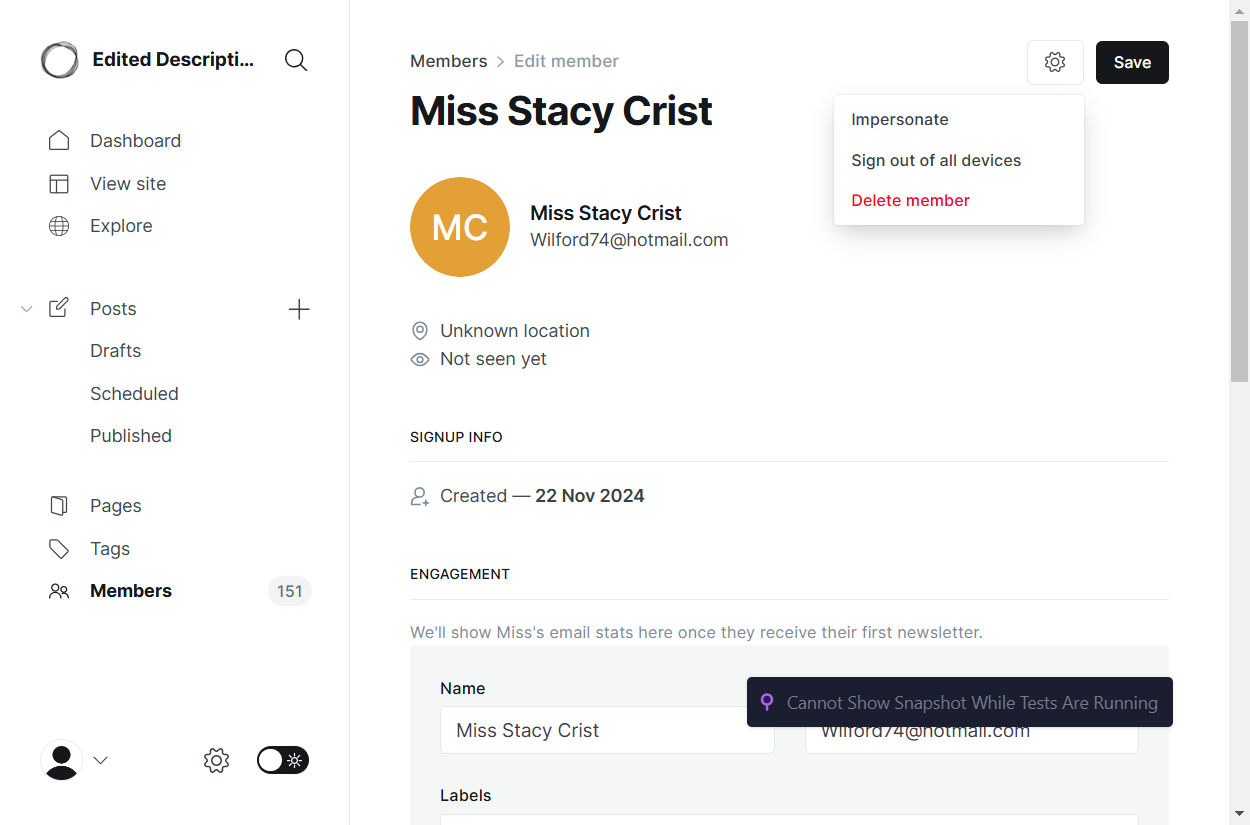 Edited Descripti...
Dashboard
View site
Explore
Posts
Drafts
Scheduled
Published
Pages
Tags
Members
151
Members > Edit member
Save
Miss Stacy Crist
Impersonate
Sign out of all devices
Delete member
MC
Miss Stacy Crist
Wilford74@hotmail.com
Unknown location
Not seen yet
SIGNUP INFO
Created — 22 Nov 2024
ENGAGEMENT
We'll show Miss's email stats here once they receive their first newsletter.
Name
Cannot Show Snapshot While Tests Are Running
Miss Stacy Crist
Wilford74@hotmail.com
Labels